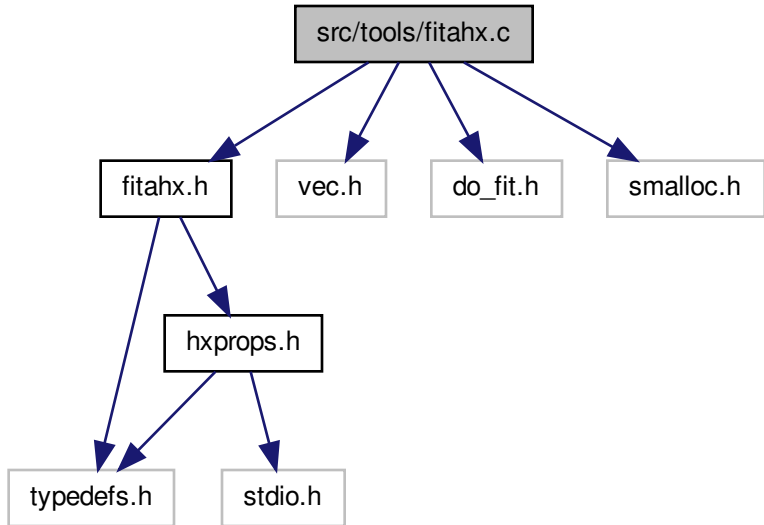 src/tools/fitahx.c
fitahx.h
vec.h
do_fit.h
smalloc.h
hxprops.h
typedefs.h
stdio.h